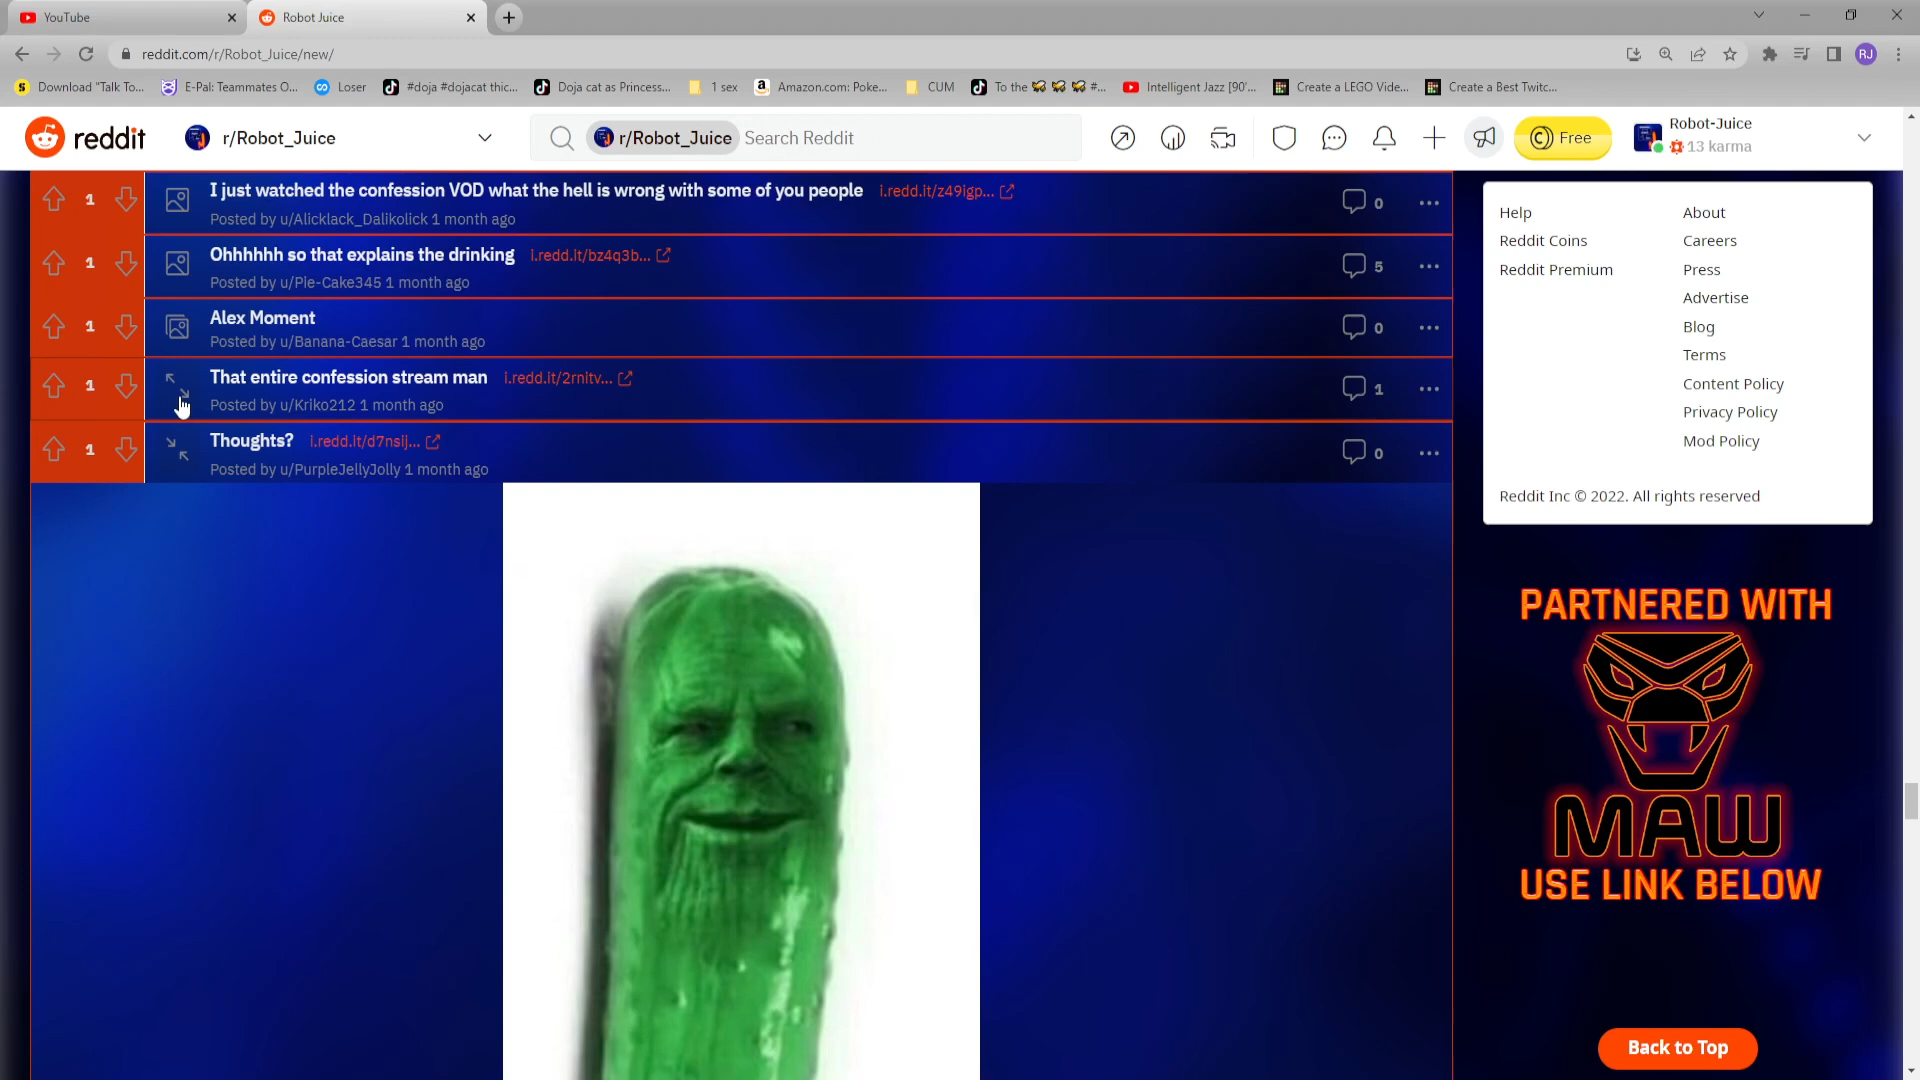 YouTube
Robot Juice
reddit.com/r/Robot_Juice/new/
RJ
Download "Talk To...
E-Pal: Teammates O...
Loser
#doja #dojacat thic...
Doja cat as Princess...
1 sex
Amazon.com: Poke...
CUM
To the 🐝 🐝 🐝 #...
Intelligent Jazz [90'...
Create a LEGO Vide...
Create a Best Twitc...
reddit
r/Robot_Juice
r/Robot_Juice Search Reddit
Free
Robot-Juice
13 karma
1
I just watched the confession VOD what the hell is wrong with some of you people i.redd.it/z49igp...
Posted by u/Alicklack_Dalikolick 1 month ago
0
1
Ohhhhhh so that explains the drinking i.redd.it/bz4q3b...
Posted by u/Pie-Cake345 1 month ago
5
1
Alex Moment
Posted by u/Banana-Caesar 1 month ago
0
1
That entire confession stream man i.redd.it/2rnitv...
Posted by u/Kriko212 1 month ago
1
1
Thoughts? i.redd.it/d7nsij...
Posted by u/PurpleJellyJolly 1 month ago
0
Help
About
Reddit Coins
Careers
Reddit Premium
Press
Advertise
Blog
Terms
Content Policy
Privacy Policy
Mod Policy
Reddit Inc © 2022. All rights reserved
PARTNERED WITH
MAW
USE LINK BELOW
Back to Top